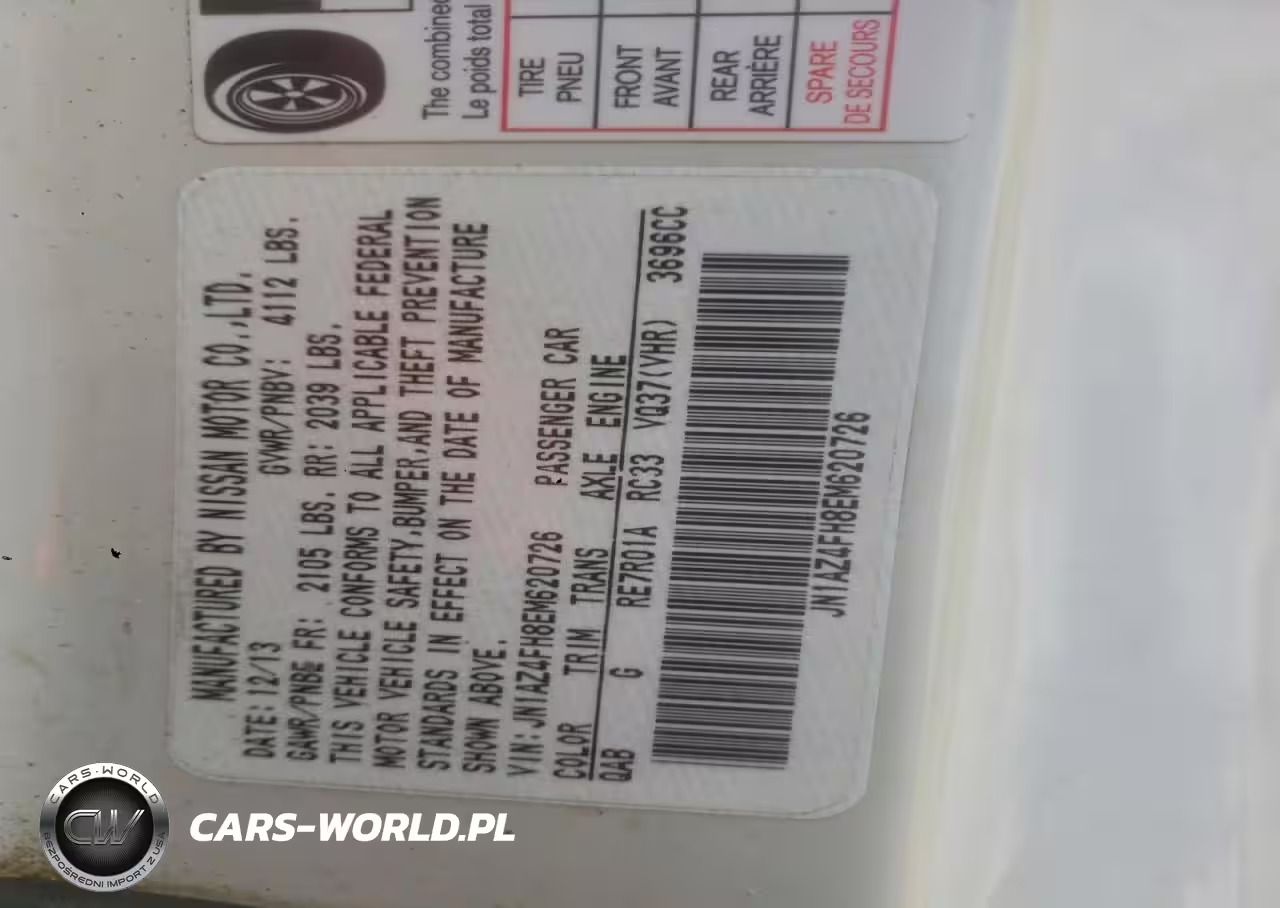 The combined
Le poids total
TIRE
PNEU
FRONT
AVANT
REAR
ARRIÈRE
SPARE
DE SECOURS
MANUFACTURED BY NISSAN MOTOR CO.,LTD.
DATE: 12/13 GVWR/PNBV: 4112 LBS.
GAWR/PNBE FR: 2105 LBS. RR: 2039 LBS.
THIS VEHICLE CONFORMS TO ALL APPLICABLE FEDERAL
MOTOR VEHICLE SAFETY,BUMPER,AND THEFT PREVENTION
STANDARDS IN EFFECT ON THE DATE OF MANUFACTURE
SHOWN ABOVE.
VIN:JN1AZ4FH8EM620726 PASSENGER CAR
COLOR TRIM TRANS AXLE ENGINE
QAB G RE7R01A RC33 VQ37(VHR) 3696CC
JN1AZ4FH8EM620726
CARS-WORLD
CW
BEZPOŚREDNI IMPORT Z USA
CARS-WORLD.PL